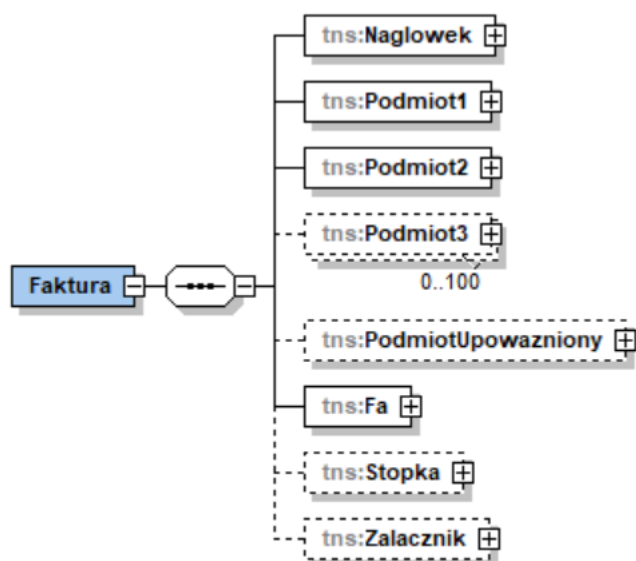 tns:Naglowek
tns:Podmiot1
tns:Podmiot2
tns:Podmiot3
0..100
Faktura
tns:PodmiotUpowazniony
tns:Fa
tns:Stopka
tns:Zalacznik